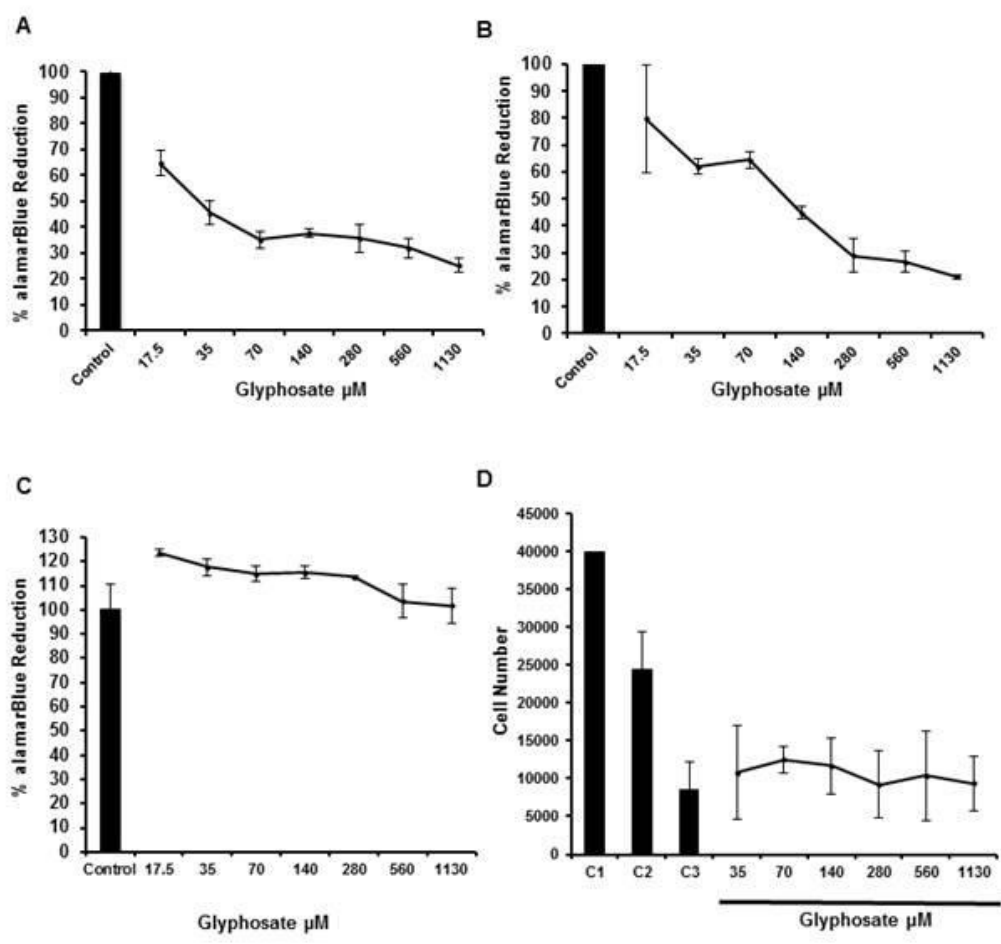 A
% alamarBlue Reduction
100
90
80
70
60
50
40
30
20
10
0
Control 17.5 35 70 140 280 560 1130
Glyphosate µM
B
% alamarBlue Reduction
100
90
80
70
60
50
40
30
20
10
0
Control 17.5 35 70 140 280 560 1130
Glyphosate µM
C
% alamarBlue Reduction
130
120
110
100
90
80
70
60
50
40
30
20
10
0
Control 17.5 35 70 140 280 560 1130
Glyphosate µM
D
Cell Number
45000
40000
35000
30000
25000
20000
15000
10000
5000
0
C1 C2 C3 35 70 140 280 560 1130
Glyphosate µM